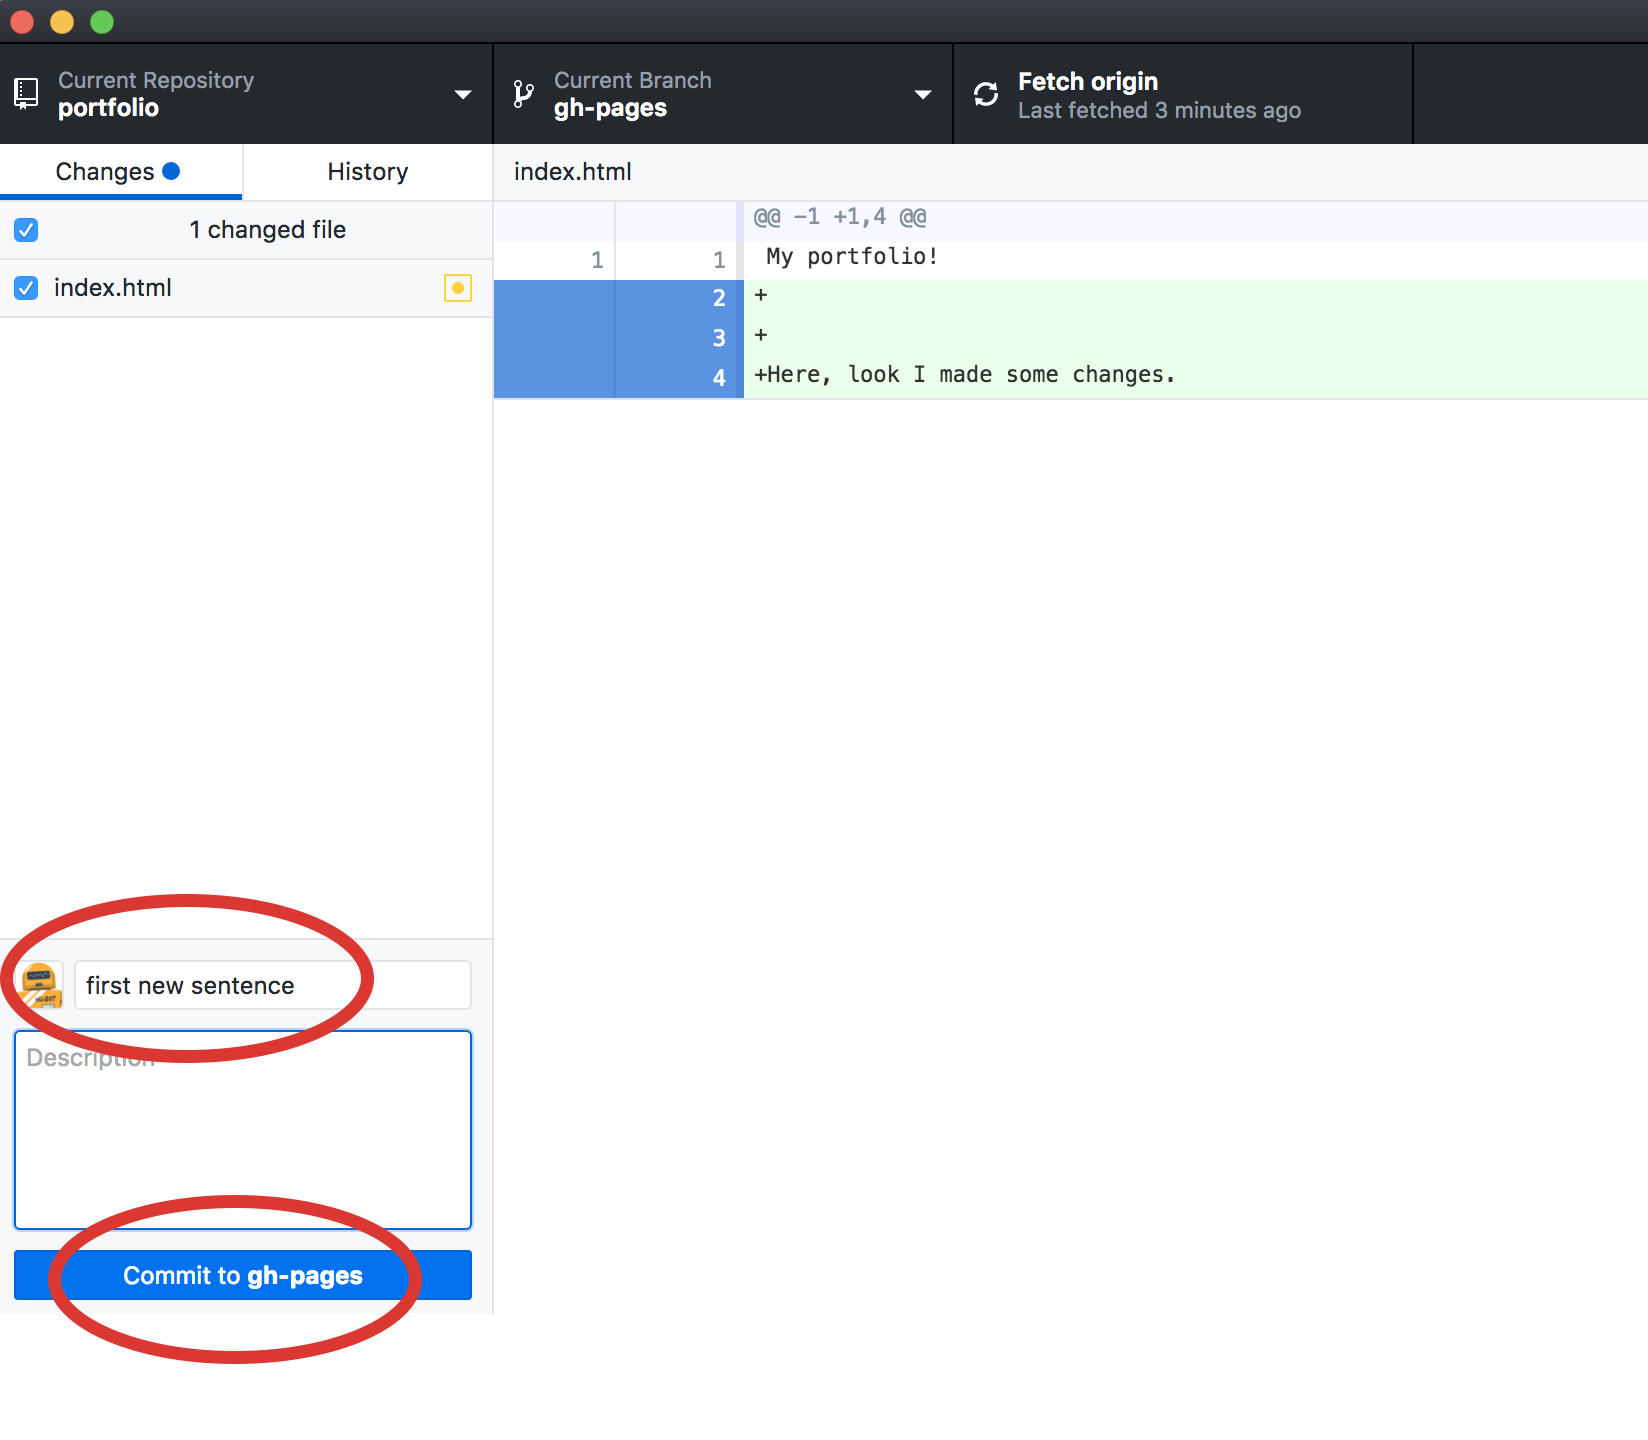 Current Repository
portfolio
Current Branch
gh-pages
Fetch origin
Last fetched 3 minutes ago
Changes
History
index.html
1 changed file
index.html
@@ -1 +1,4 @@
1 1 My portfolio!
2 +
3 +
4 +Here, look I made some changes.
first new sentence
Description
Commit to gh-pages